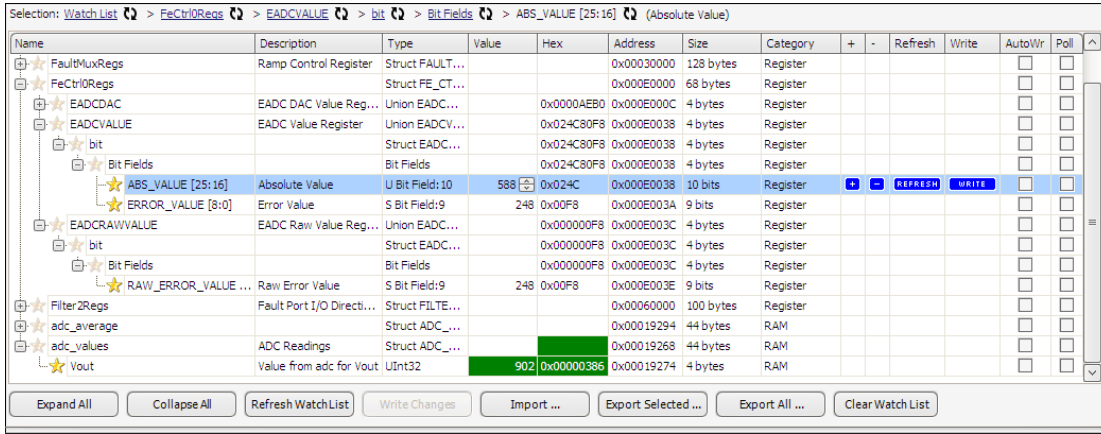 Selection: Watch List > FeCtrl0Regs > EADCVALUE > bit > Bit Fields > ABS_VALUE [25:16] (Absolute Value)
Name Description Type Value Hex Address Size Category + - Refresh Write AutoWr Poll
FaultMuxRegs Ramp Control Register Struct FAULT... 0x00030000 128 bytes Register
FeCtrl0Regs Struct FE_CT... 0x000E0000 68 bytes Register
EADCDAC EADC DAC Value Reg... Union EADC... 0x0000AEB0 0x000E000C 4 bytes Register
EADCVALUE EADC Value Register Union EADCV... 0x024C80F8 0x000E0038 4 bytes Register
bit Struct EADC... 0x024C80F8 0x000E0038 4 bytes Register
Bit Fields Bit Fields 0x024C80F8 0x000E0038 4 bytes Register
ABS_VALUE [25:16] Absolute Value U Bit Field:10 588 0x024C 0x000E0038 10 bits Register + - REFRESH WRITE
ERROR_VALUE [8:0] Error Value S Bit Field:9 248 0x00F8 0x000E003A 9 bits Register
EADCRAWVALUE EADC Raw Value Reg... Union EADC... 0x000000F8 0x000E003C 4 bytes Register
bit Struct EADC... 0x000000F8 0x000E003C 4 bytes Register
Bit Fields Bit Fields 0x000000F8 0x000E003C 4 bytes Register
RAW_ERROR_VALUE ... Raw Error Value S Bit Field:9 248 0x00F8 0x000E003E 9 bits Register
Filter2Regs Fault Port I/O Directi... Struct FILTE... 0x00060000 100 bytes Register
adc_average Struct ADC_... 0x00019294 44 bytes RAM
adc_values ADC Readings Struct ADC_... 0x00019268 44 bytes RAM
Vout Value from adc for Vout UInt32 902 0x00000386 0x00019274 4 bytes RAM
Expand All Collapse All Refresh Watch List Write Changes Import ... Export Selected ... Export All ... Clear Watch List